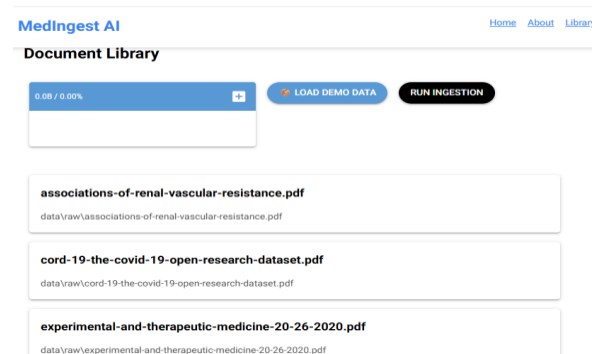 MedIngest AI
Home About Library
Document Library
0.0B / 0.00%
LOAD DEMO DATA
RUN INGESTION
associations-of-renal-vascular-resistance.pdf
data\raw\associations-of-renal-vascular-resistance.pdf
cord-19-the-covid-19-open-research-dataset.pdf
data\raw\cord-19-the-covid-19-open-research-dataset.pdf
experimental-and-therapeutic-medicine-20-26-2020.pdf
data\raw\experimental-and-therapeutic-medicine-20-26-2020.pdf